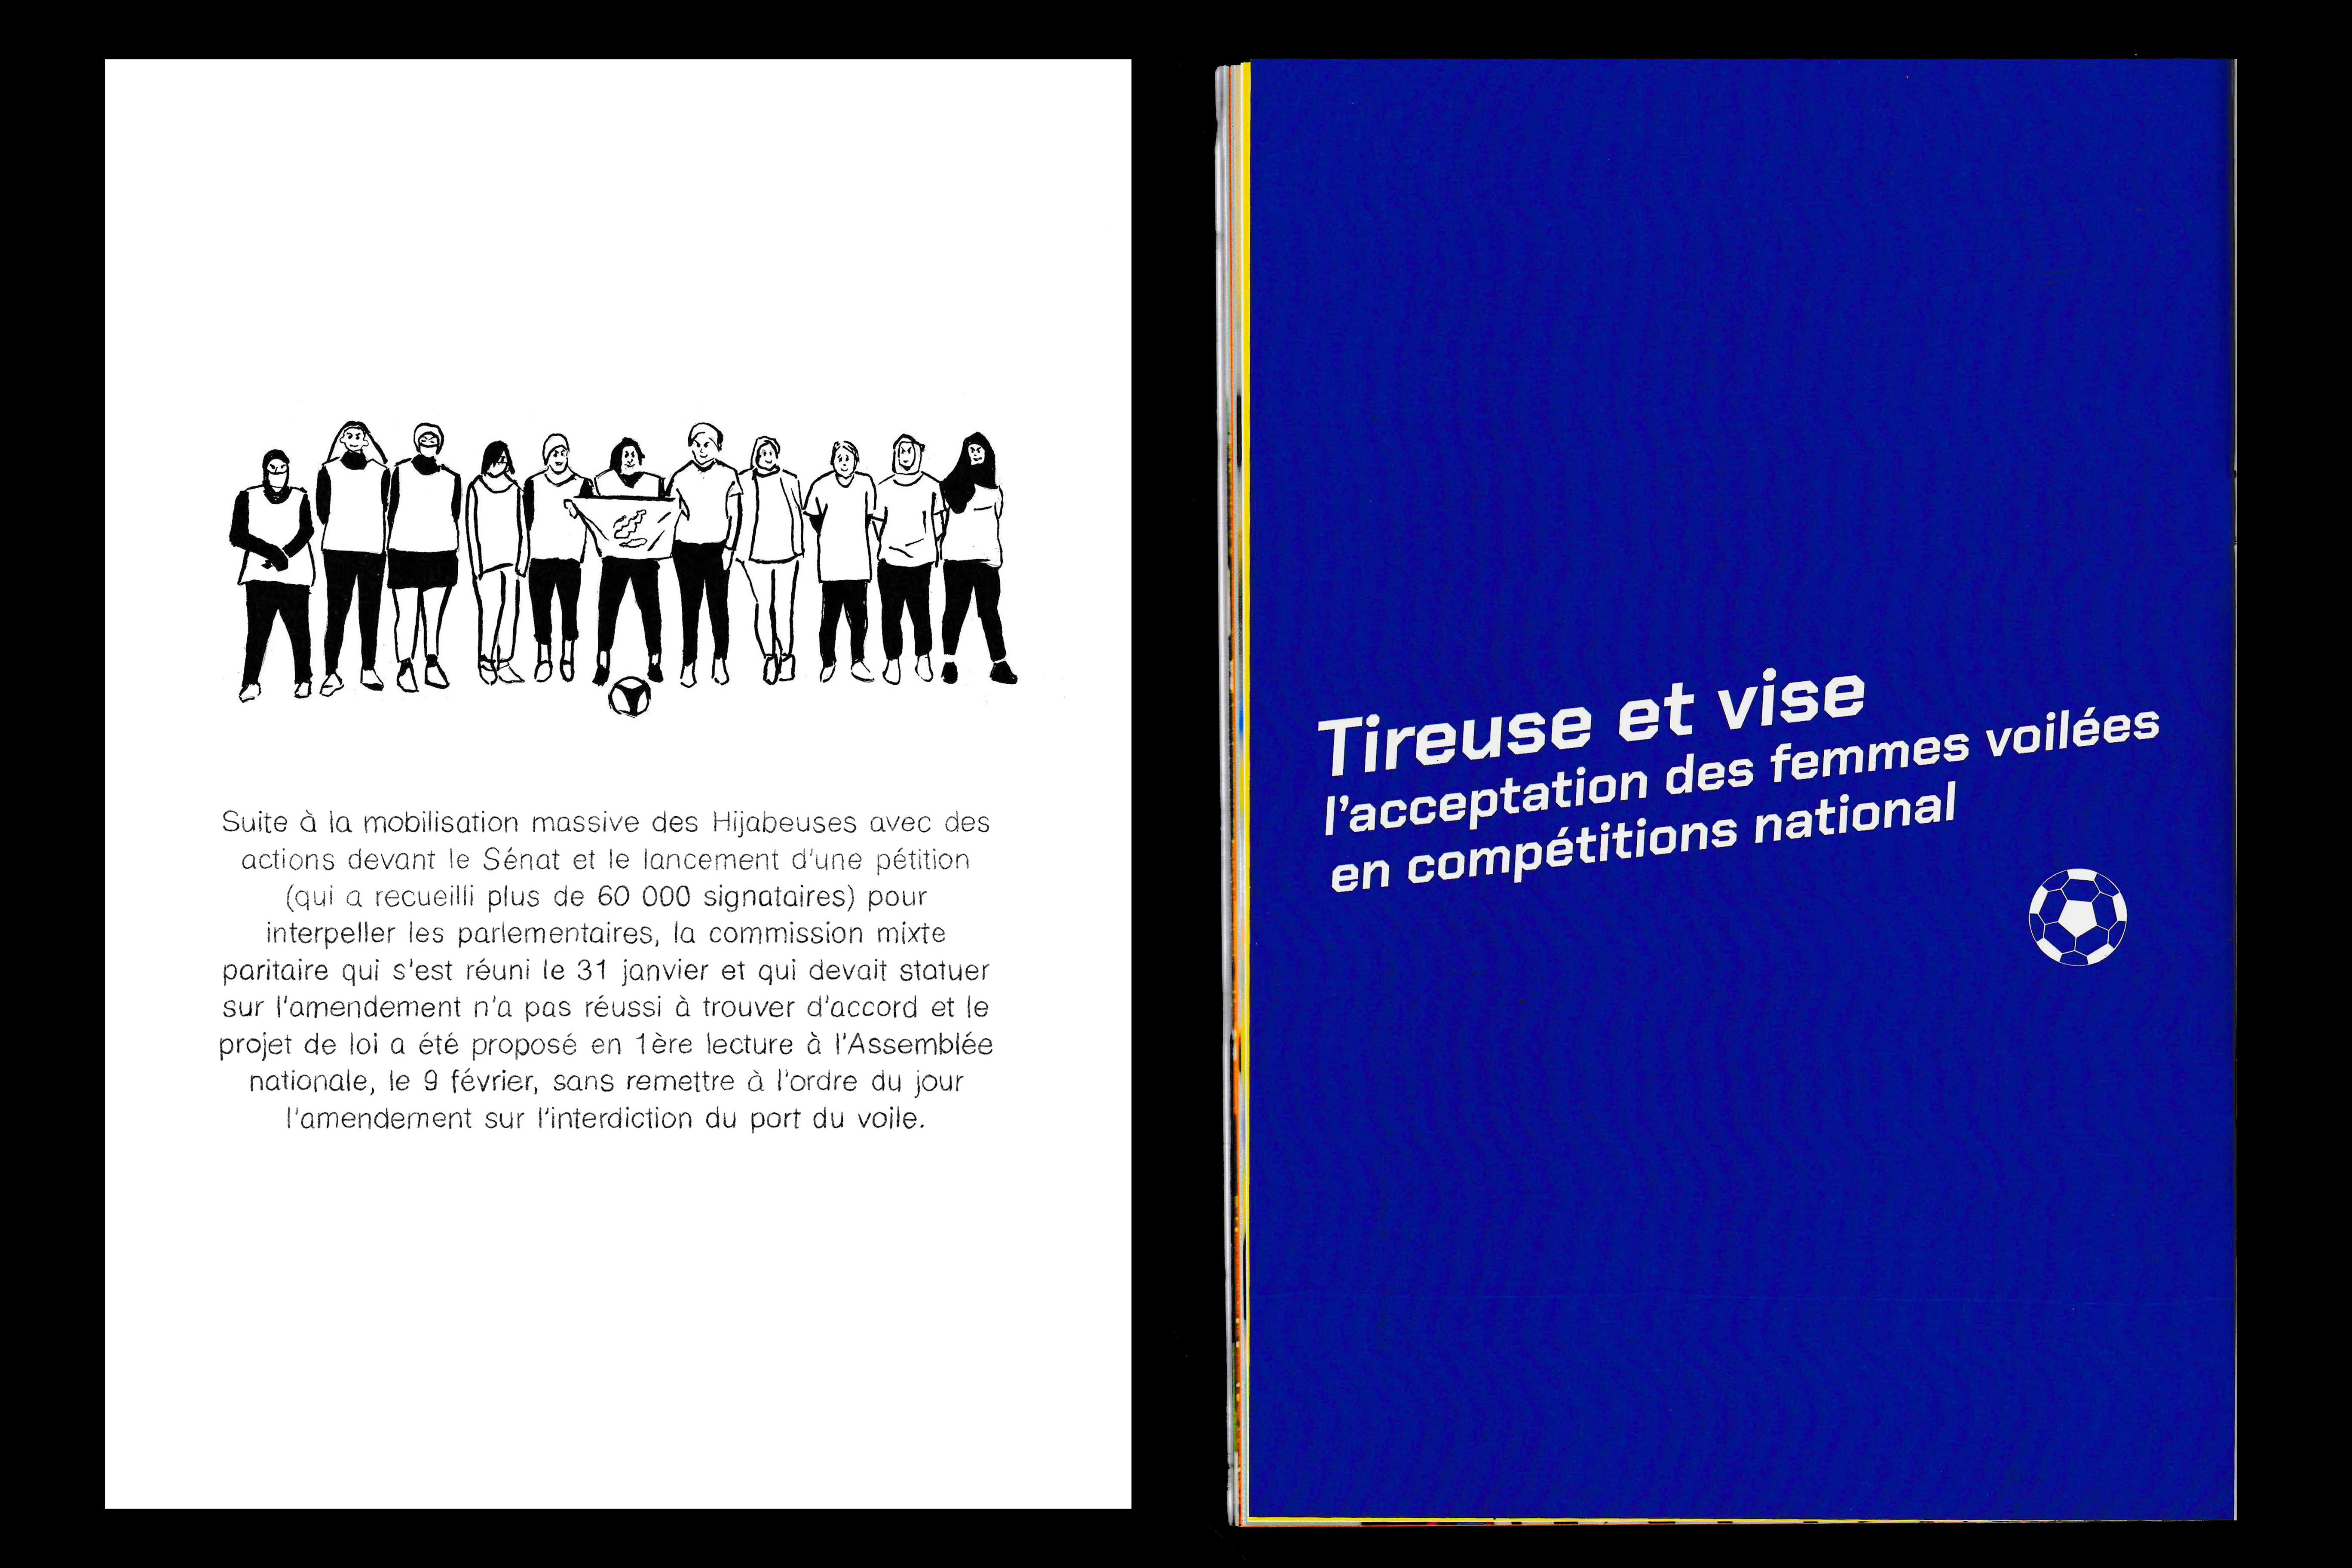 Suite à la mobilisation massive des Hijabeuses avec des
actions devant le Sénat et le lancement d'une pétition
(qui a recueilli plus de 60 000 signataires) pour
interpeller les parlementaires, la commission mixte
paritaire qui s'est réuni le 31 janvier et qui devait statuer
sur l'amendement n'a pas réussi à trouver d'accord et le
projet de loi a été proposé en 1ère lecture à l'Assemblée
nationale, le 9 février, sans remettre à l'ordre du jour
l'amendement sur l'interdiction du port du voile.
Tireuse et vise
l'acceptation des femmes voilées
en compétitions national